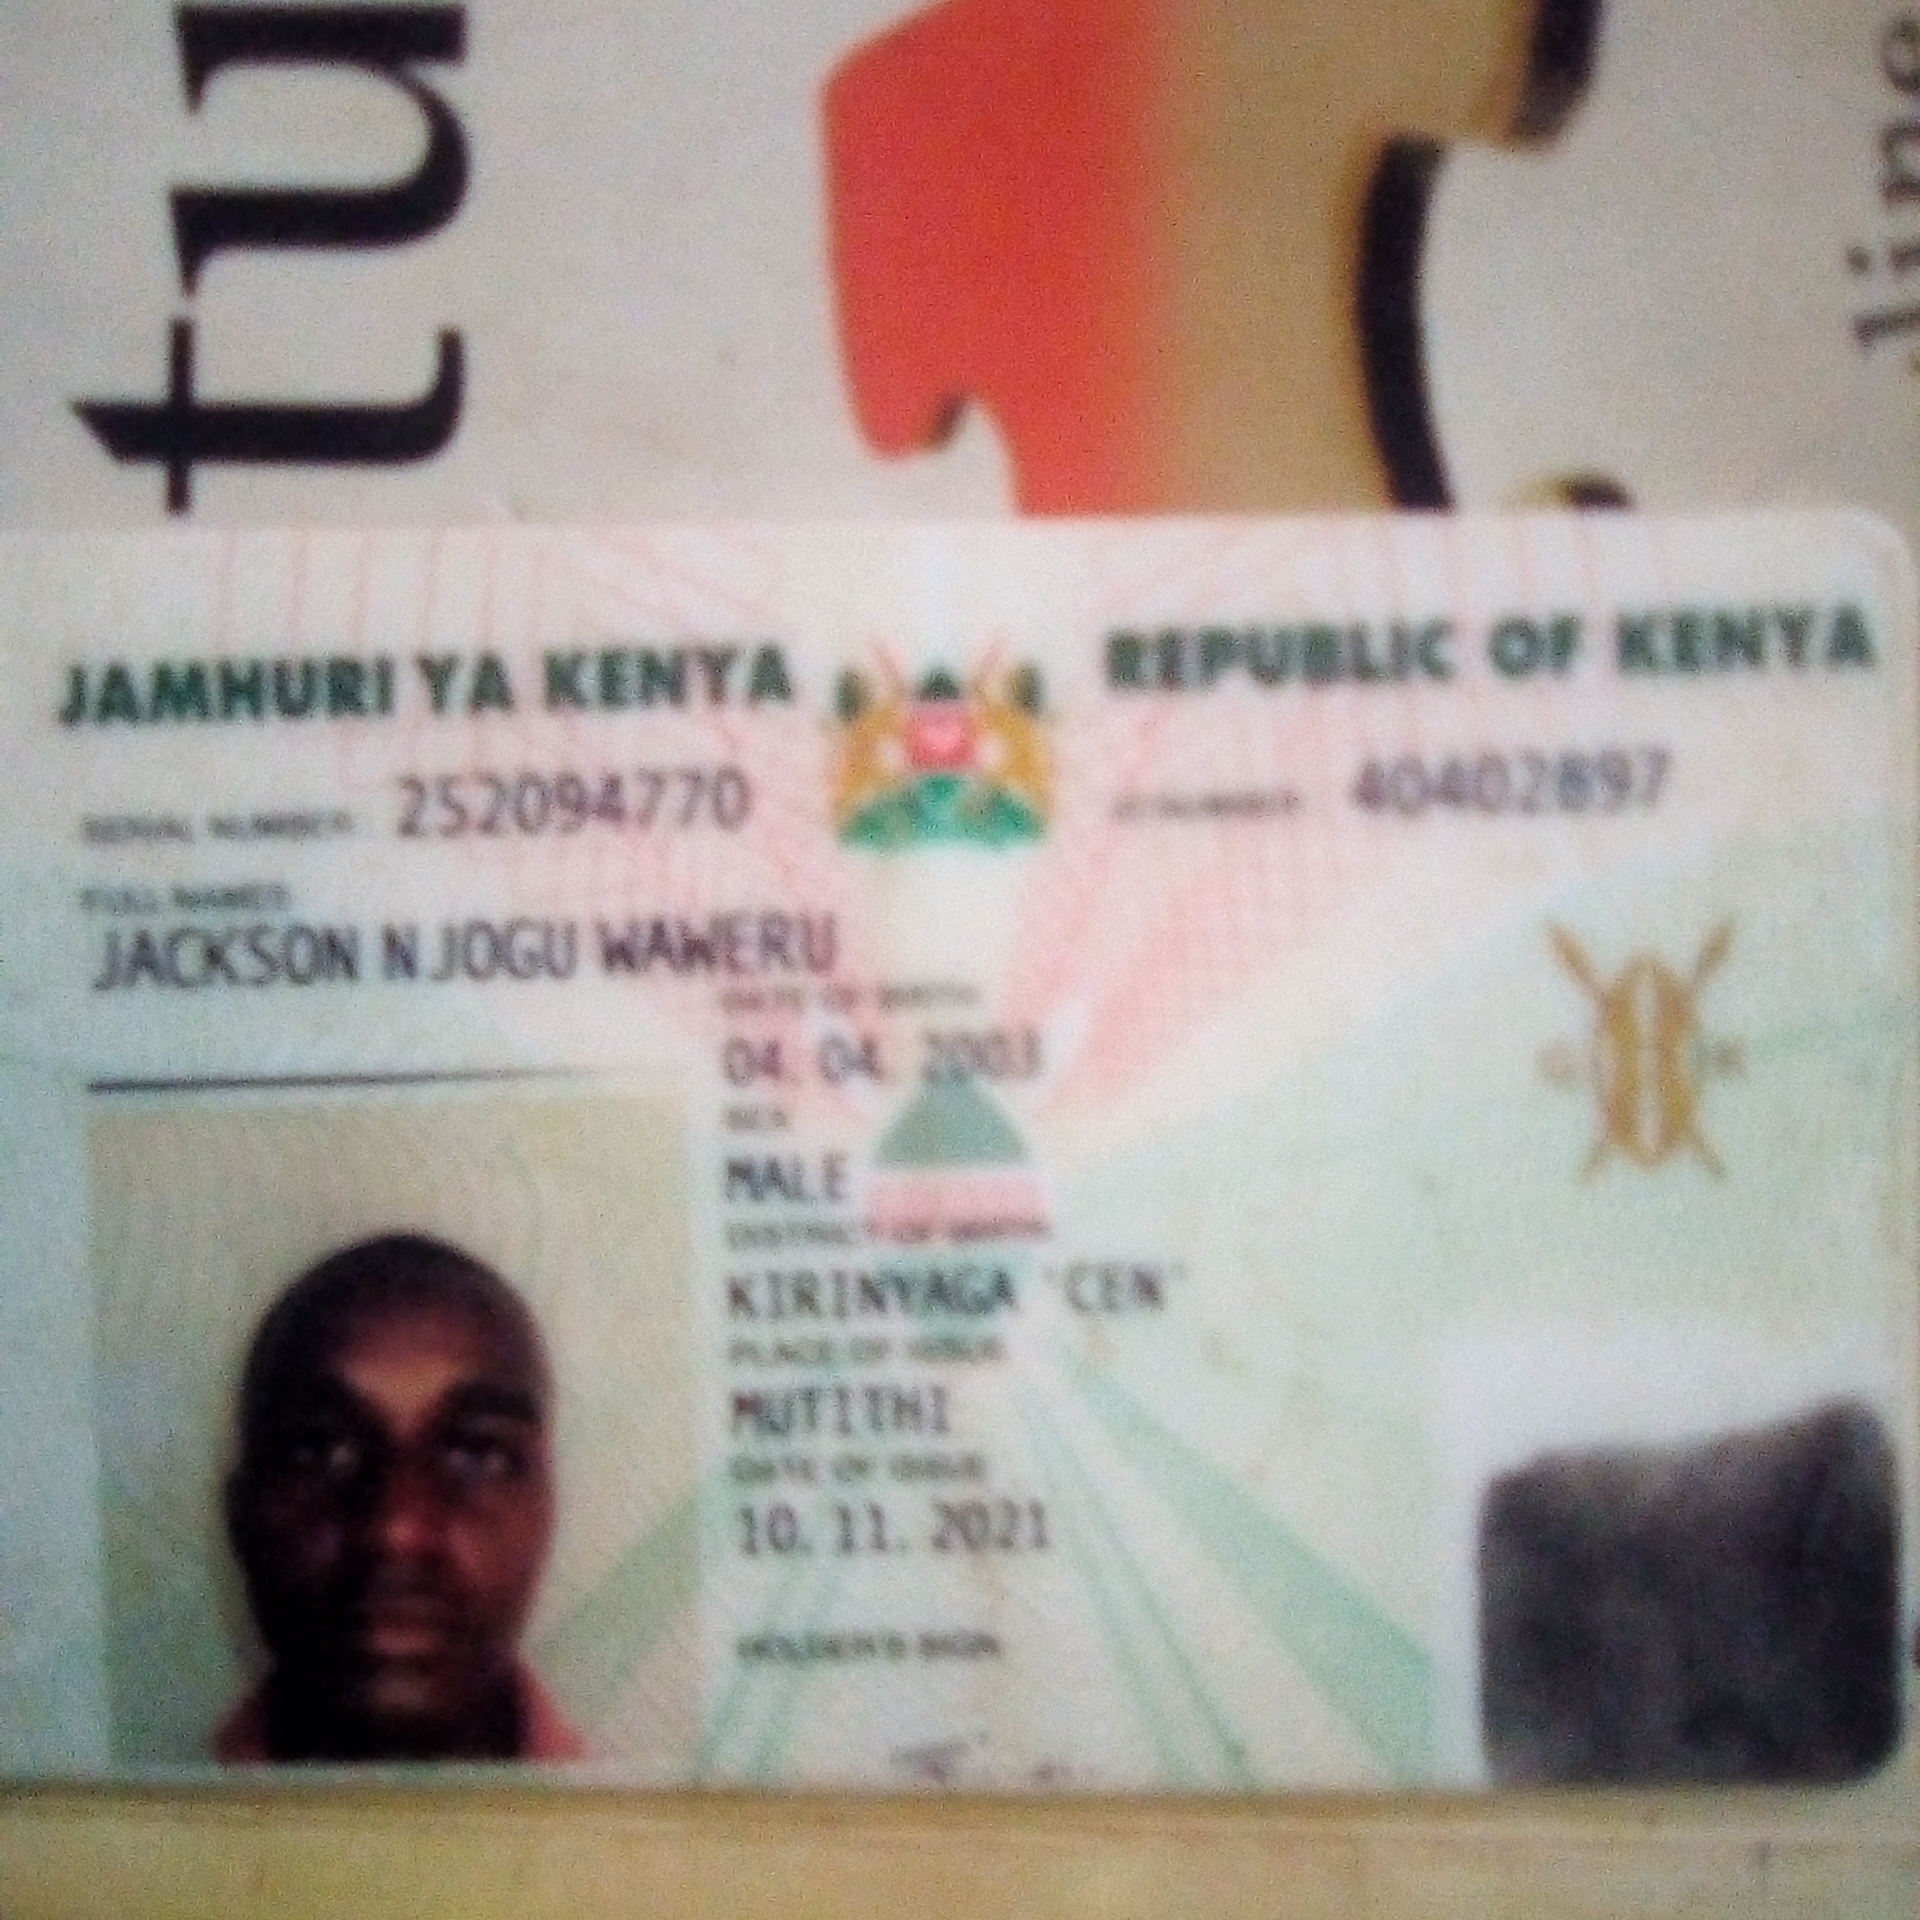 tu
line
JAMHURI YA KENYA
REPUBLIC OF KENYA
SERIAL NUMBER: 252094770
ID NUMBER: 40402897
FULL NAMES
JACKSON NJOGU WAWERU
DATE OF BIRTH
04. 04. 2003
SEX
MALE
DISTRICT OF BIRTH
KIRINYAGA "CEN"
PLACE OF ISSUE
MUTITHI
DATE OF ISSUE
10. 11. 2021
HOLDER'S SIGN.